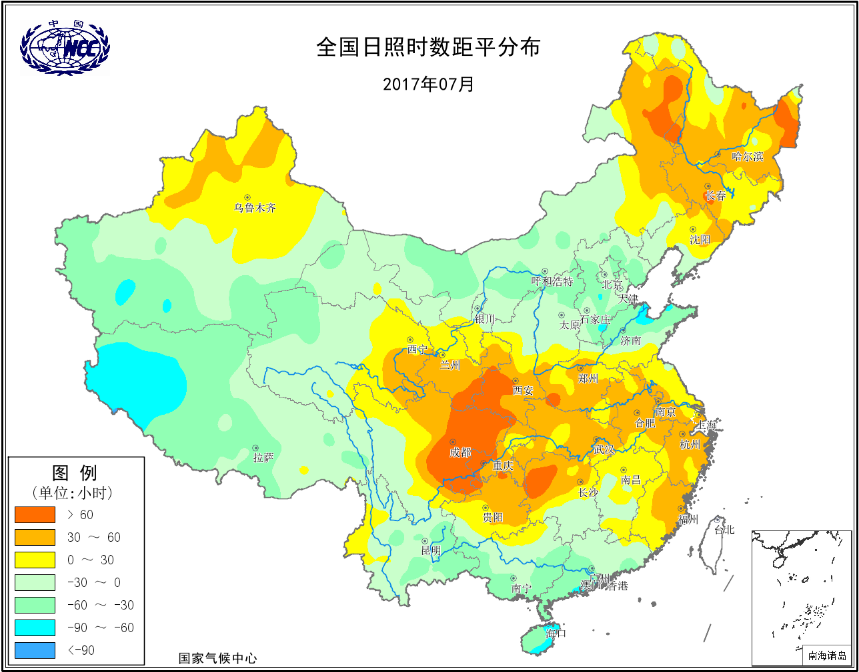 中国
NCC
全国日照时数距平分布
2017年07月
哈尔滨
长春
乌鲁木齐
沈阳
呼和浩特
北京
天津
银川
太原
石家庄
济南
西宁
兰州
西安
郑州
南京
合肥
上海
拉萨
成都
重庆
武汉
杭州
南昌
长沙
贵阳
福州
台北
昆明
南宁
广州
澳门
香港
海口
图 例
(单位:小时)
> 60
30 ~ 60
0 ~ 30
-30 ~ 0
-60 ~ -30
-90 ~ -60
<-90
国家气候中心
南海诸岛